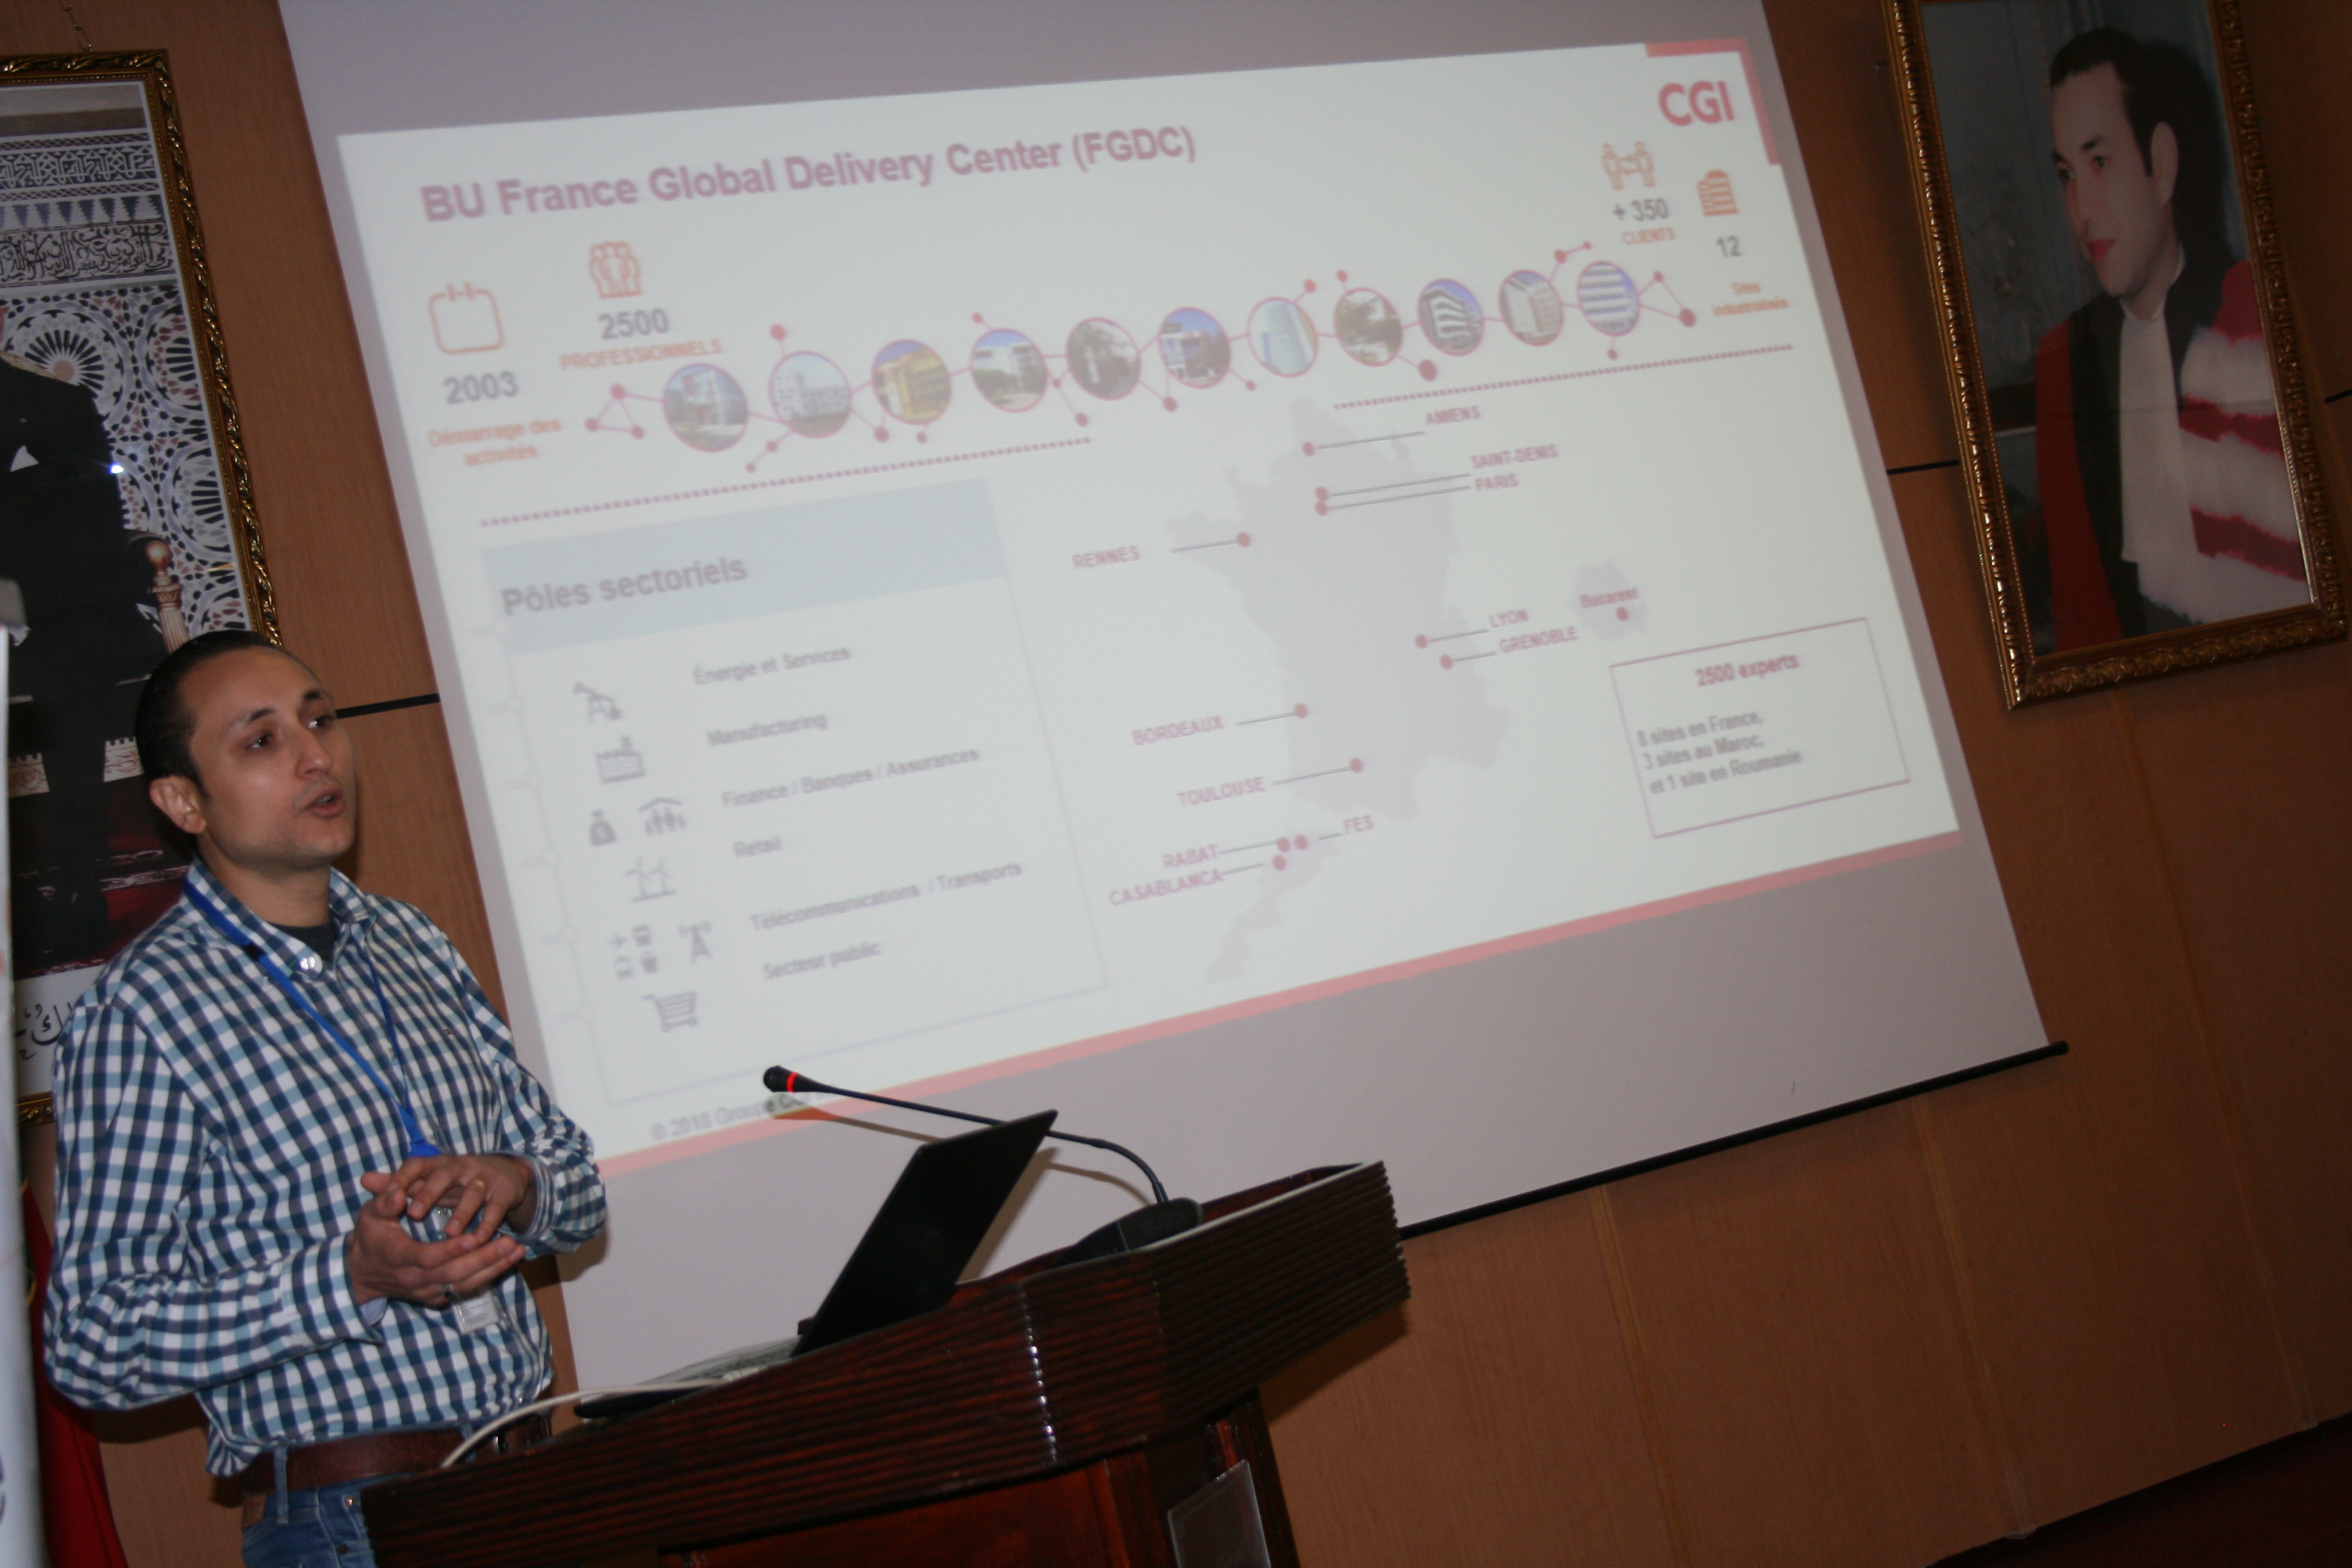 CGI
BU France Global Delivery Center (FGDC)
2003
Démarrage des
activités
2500
PROFESSIONNELS
+ 350
CLIENTS
12
Sites
industrialisés
Pôles sectoriels
Énergie et Services
Manufacturing
Finance / Banques / Assurances
Retail
Télécommunications / Transports
Secteur public
AMIENS
SAINT-DENIS
PARIS
RENNES
LYON
GRENOBLE
Bucarest
BORDEAUX
TOULOUSE
RABAT
FES
CASABLANCA
2500 experts
8 sites en France,
3 sites au Maroc,
et 1 site en Roumanie
© 2018 Groupe